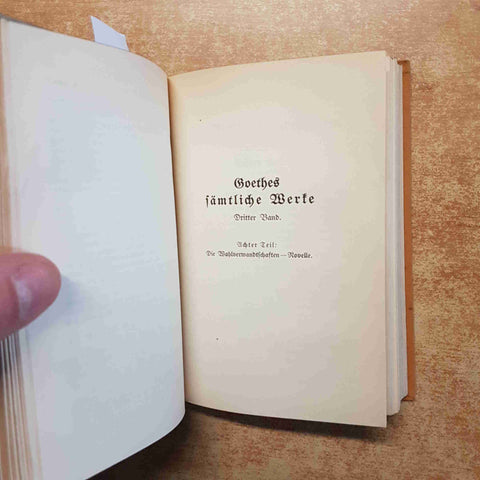 Goethes
sämtliche Werke
Dritter Band.
Achter Teil:
Die Wahlverwandtschaften — Novelle.